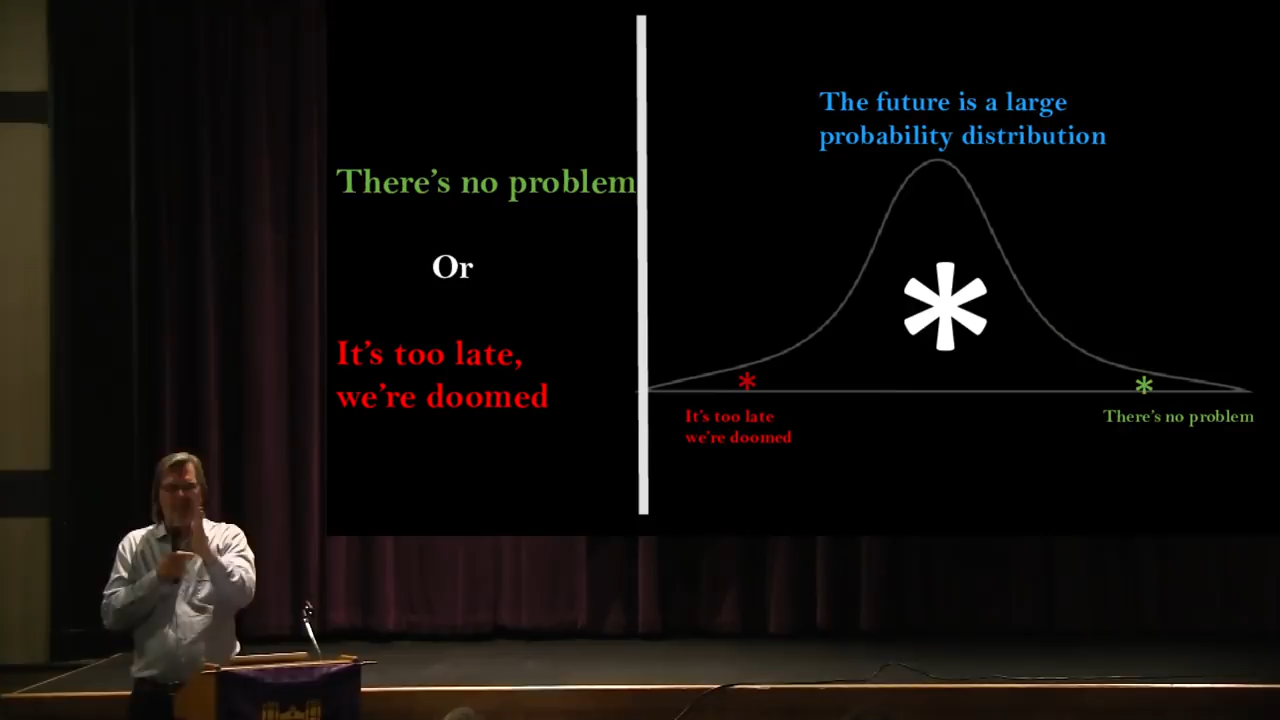 There's no problem
Or
It's too late,
we're doomed
The future is a large
probability distribution
*
*
*
It's too late
we're doomed
There's no problem